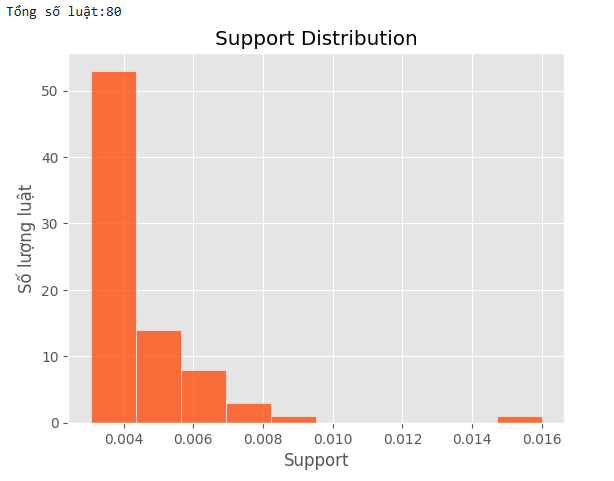 Tổng số luật:80
Support Distribution
Số lượng luật
50
40
30
20
10
0
0.004 0.006 0.008 0.010 0.012 0.014 0.016
Support